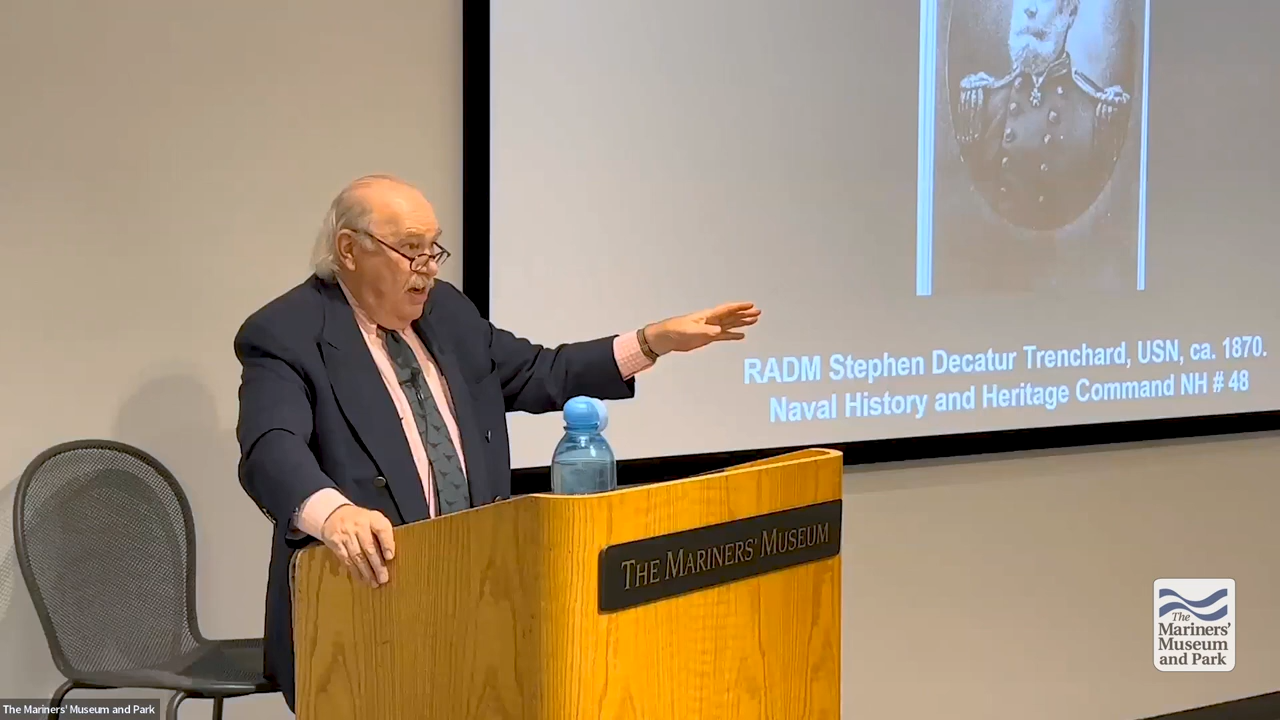 RADM Stephen Decatur Trenchard, USN, ca. 1870.
Naval History and Heritage Command NH # 48
THE MARINERS' MUSEUM
The
Mariners'
Museum
and Park
The Mariners' Museum and Park